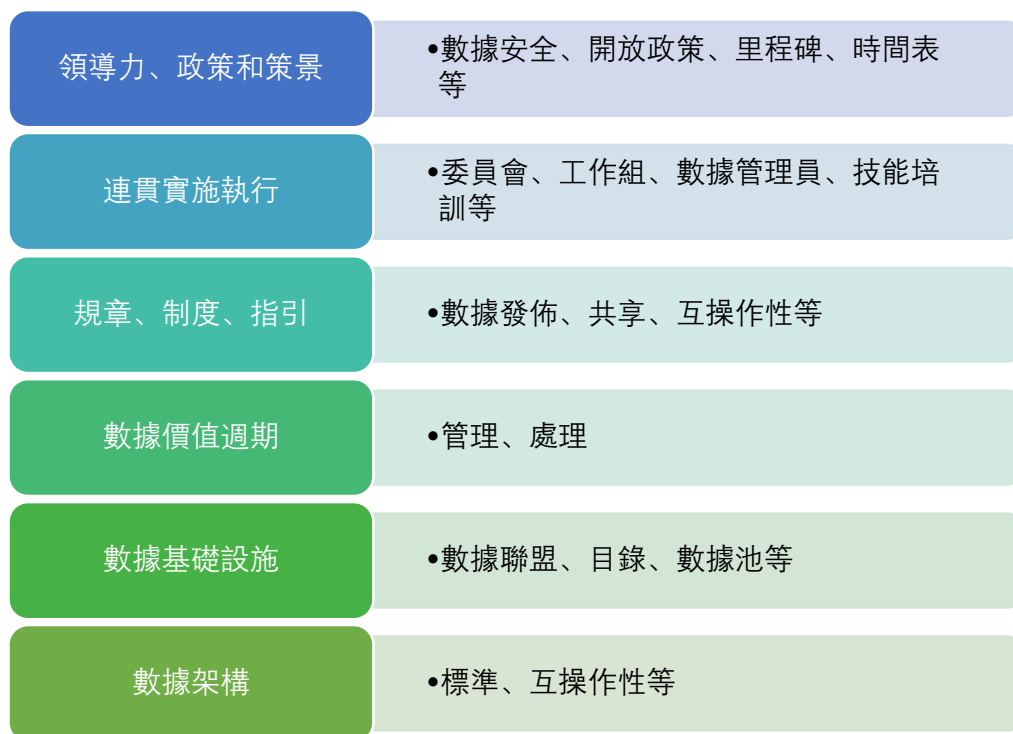 領導力、政策和策景
•數據安全、開放政策、里程碑、時間表
等
連貫實施執行
•委員會、工作組、數據管理員、技能培
訓等
規章、制度、指引
•數據發佈、共享、互操作性等
數據價值週期
•管理、處理
數據基礎設施
•數據聯盟、目錄、數據池等
數據架構
•標準、互操作性等